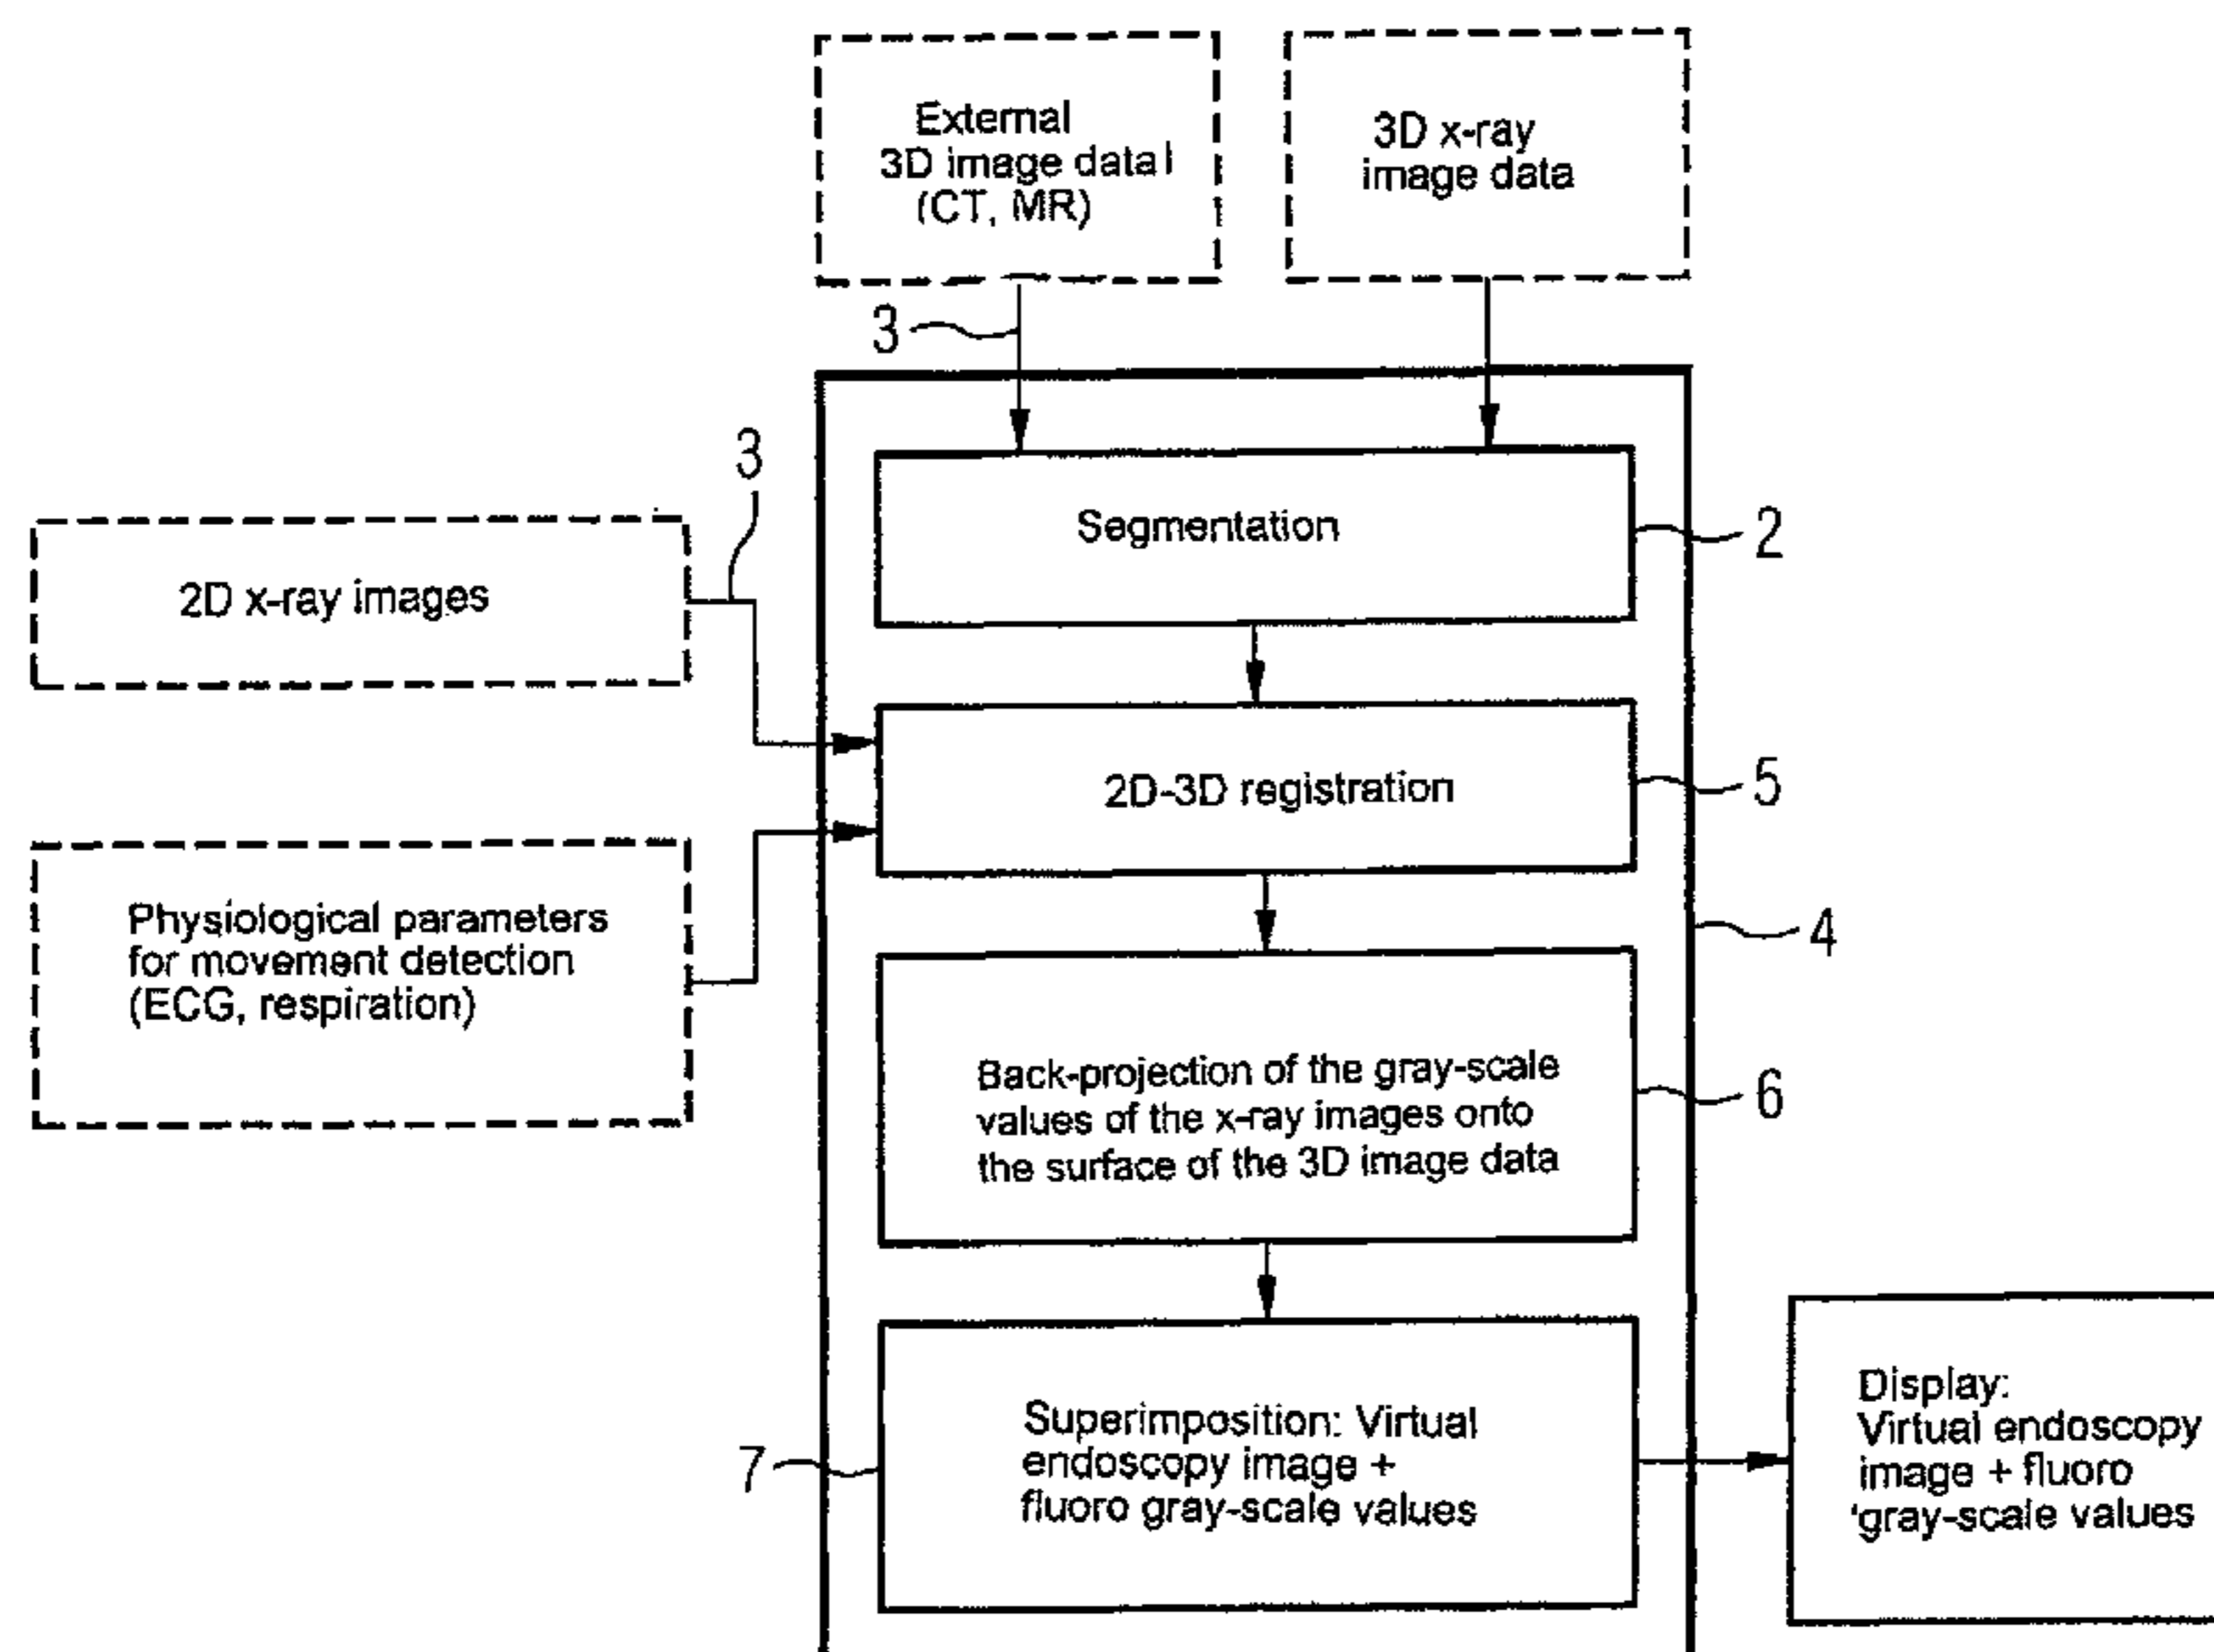 External
3D image data
(CT, MR)
3D x-ray
image data
3
3
Segmentation
2
2D x-ray images
2D-3D registration
5
Physiological parameters
for movement detection
(ECG, respiration)
4
Back-projection of the gray-scale
values of the x-ray images onto
the surface of the 3D image data
6
Superimposition: Virtual
endoscopy image +
fluoro gray-scale values
7
Display:
Virtual endoscopy
image + fluoro
gray-scale values